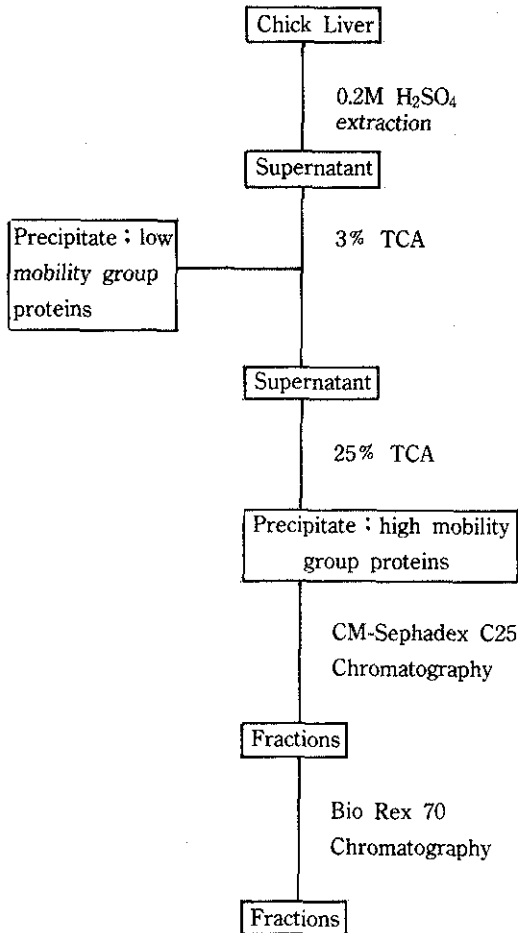 Chick Liver
0.2M H₂SO₄
extraction
Supernatant
Precipitate : low
mobility group
proteins
3% TCA
Supernatant
25% TCA
Precipitate : high mobility
group proteins
CM-Sephadex C25
Chromatography
Fractions
Bio Rex 70
Chromatography
Fractions